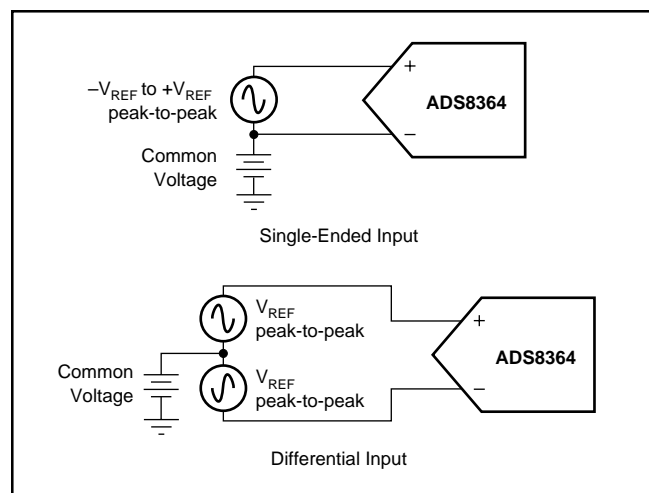 –V_REF to +V_REF
peak-to-peak
+
ADS8364
–
Common
Voltage
Single-Ended Input
V_REF
peak-to-peak
+
ADS8364
–
Common
Voltage
V_REF
peak-to-peak
Differential Input